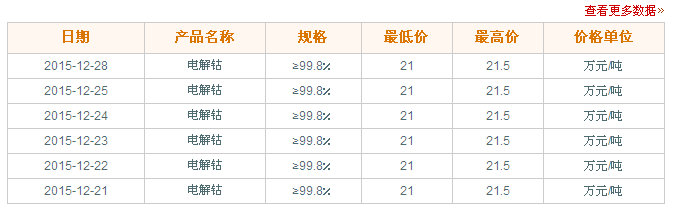 查看更多数据»
日期 产品名称 规格 最低价 最高价 价格单位
2015-12-28 电解钴 ≥99.8% 21 21.5 万元/吨
2015-12-25 电解钴 ≥99.8% 21 21.5 万元/吨
2015-12-24 电解钴 ≥99.8% 21 21.5 万元/吨
2015-12-23 电解钴 ≥99.8% 21 21.5 万元/吨
2015-12-22 电解钴 ≥99.8% 21 21.5 万元/吨
2015-12-21 电解钴 ≥99.8% 21 21.5 万元/吨